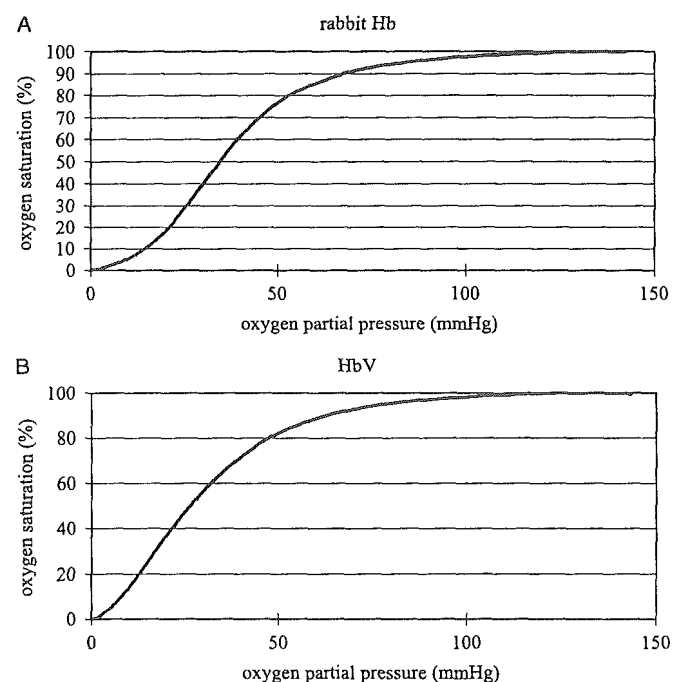 A
rabbit Hb
oxygen saturation (%)
100
90
80
70
60
50
40
30
20
10
0
0 50 100 150
oxygen partial pressure (mmHg)
B
HbV
oxygen saturation (%)
100
80
60
40
20
0
0 50 100 150
oxygen partial pressure (mmHg)